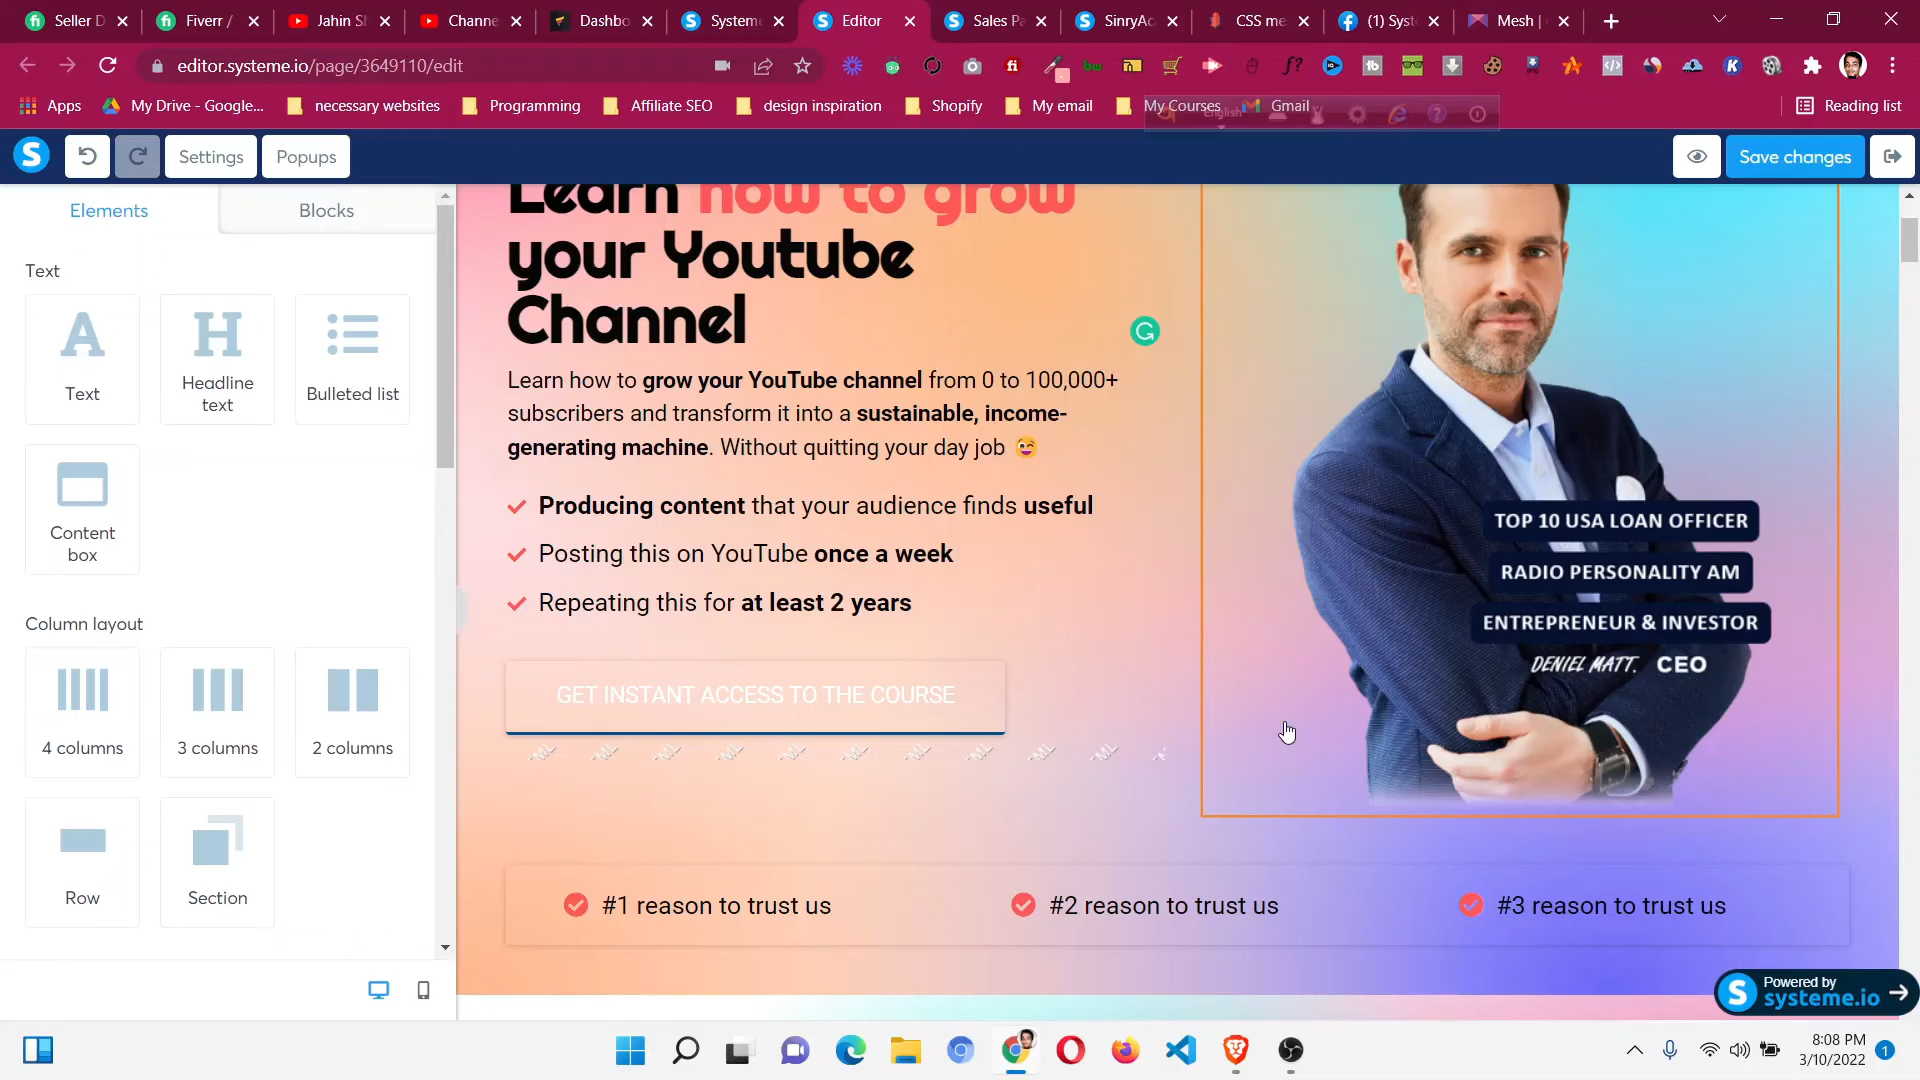 Seller D
Fiverr /
Jahin Sh
Channe
Dashbo
Systeme
Editor
Sales Pa
SinryAc
CSS me
(1) Syst
Mesh |
editor.systeme.io/page/3649110/edit
Apps
My Drive - Google...
necessary websites
Programming
Affiliate SEO
design inspiration
Shopify
My email
My Courses
Gmail
English
Reading list
Settings
Popups
Save changes
Elements
Blocks
Text
Text
Headline
text
Bulleted list
Content
box
Column layout
4 columns
3 columns
2 columns
Row
Section
Learn how to grow
your Youtube
Channel
Learn how to grow your YouTube channel from 0 to 100,000+
subscribers and transform it into a sustainable, income-
generating machine. Without quitting your day job 😜
Producing content that your audience finds useful
Posting this on YouTube once a week
Repeating this for at least 2 years
GET INSTANT ACCESS TO THE COURSE
TOP 10 USA LOAN OFFICER
RADIO PERSONALITY AM
ENTREPRENEUR & INVESTOR
DENIEL MATT. CEO
#1 reason to trust us
#2 reason to trust us
#3 reason to trust us
Powered by
systeme.io
8:08 PM
3/10/2022
1